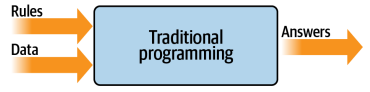 Rules
Data
Traditional
programming
Answers